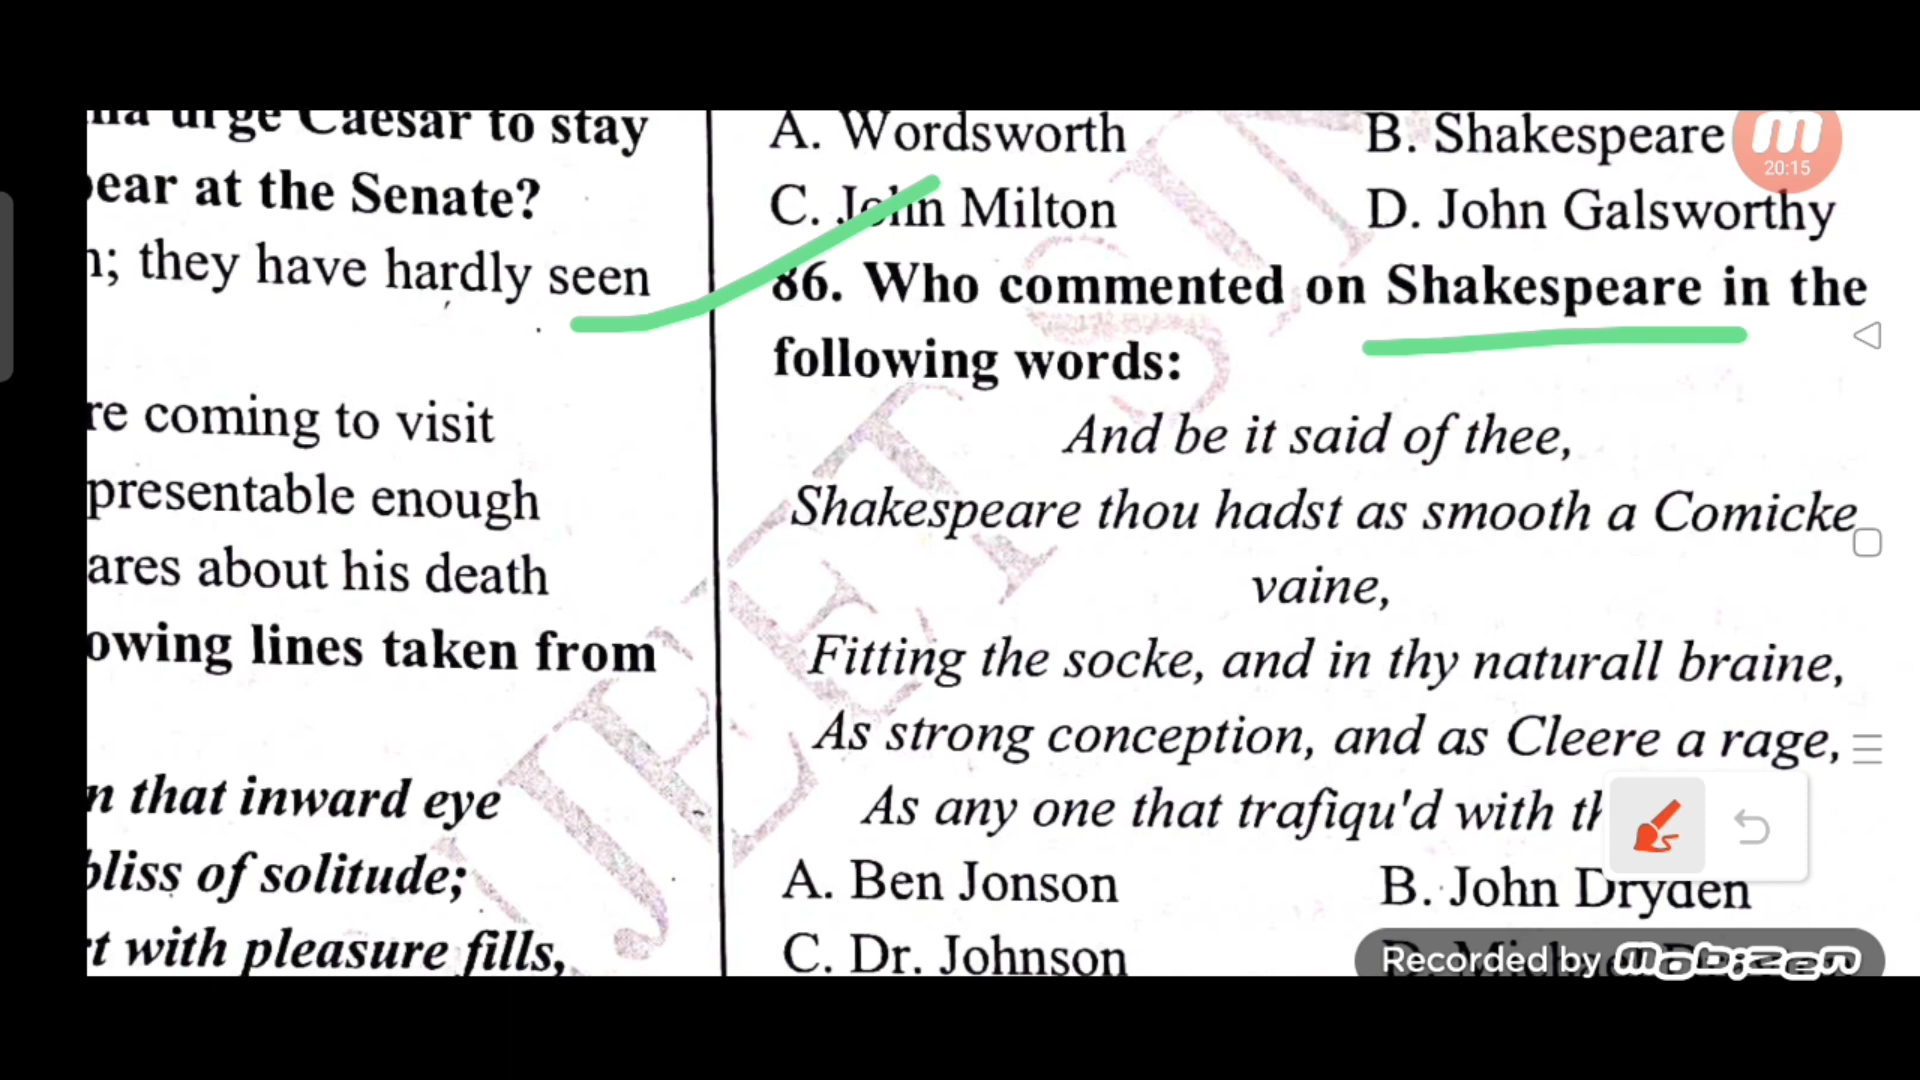 urge Caesar to stay
ear at the Senate?
; they have hardly seen
re coming to visit
presentable enough
ares about his death
owing lines taken from
n that inward eye
bliss of solitude;
t with pleasure fills,
A. Wordsworth B. Shakespeare
C. John Milton D. John Galsworthy
86. Who commented on Shakespeare in the
following words:
And be it said of thee,
Shakespeare thou hadst as smooth a Comicke
vaine,
Fitting the socke, and in thy naturall braine,
As strong conception, and as Cleere a rage,
As any one that trafiqu'd with th
A. Ben Jonson B. John Dryden
C. Dr. Johnson D.
20:15
Recorded by mobizen
JEET